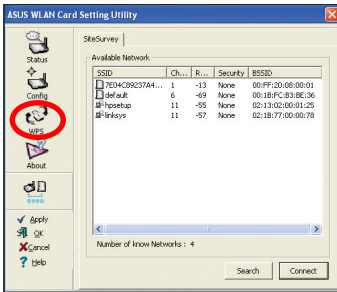 ASUS WLAN Card Setting Utility
Status
Config
WPS
About
Apply
OK
Cancel
Help
SiteSurvey
Available Network
SSID Ch... R... Security BSSID
7E04C89237A4... 1 -13 None 00:FF:20:08:00:01
default 6 -69 None 00:1B:FC:B3:BE:36
hpsetup 11 -55 None 02:13:02:00:01:25
linksys 11 -57 None 02:1B:77:00:00:78
Number of know Networks : 4
Search Connect